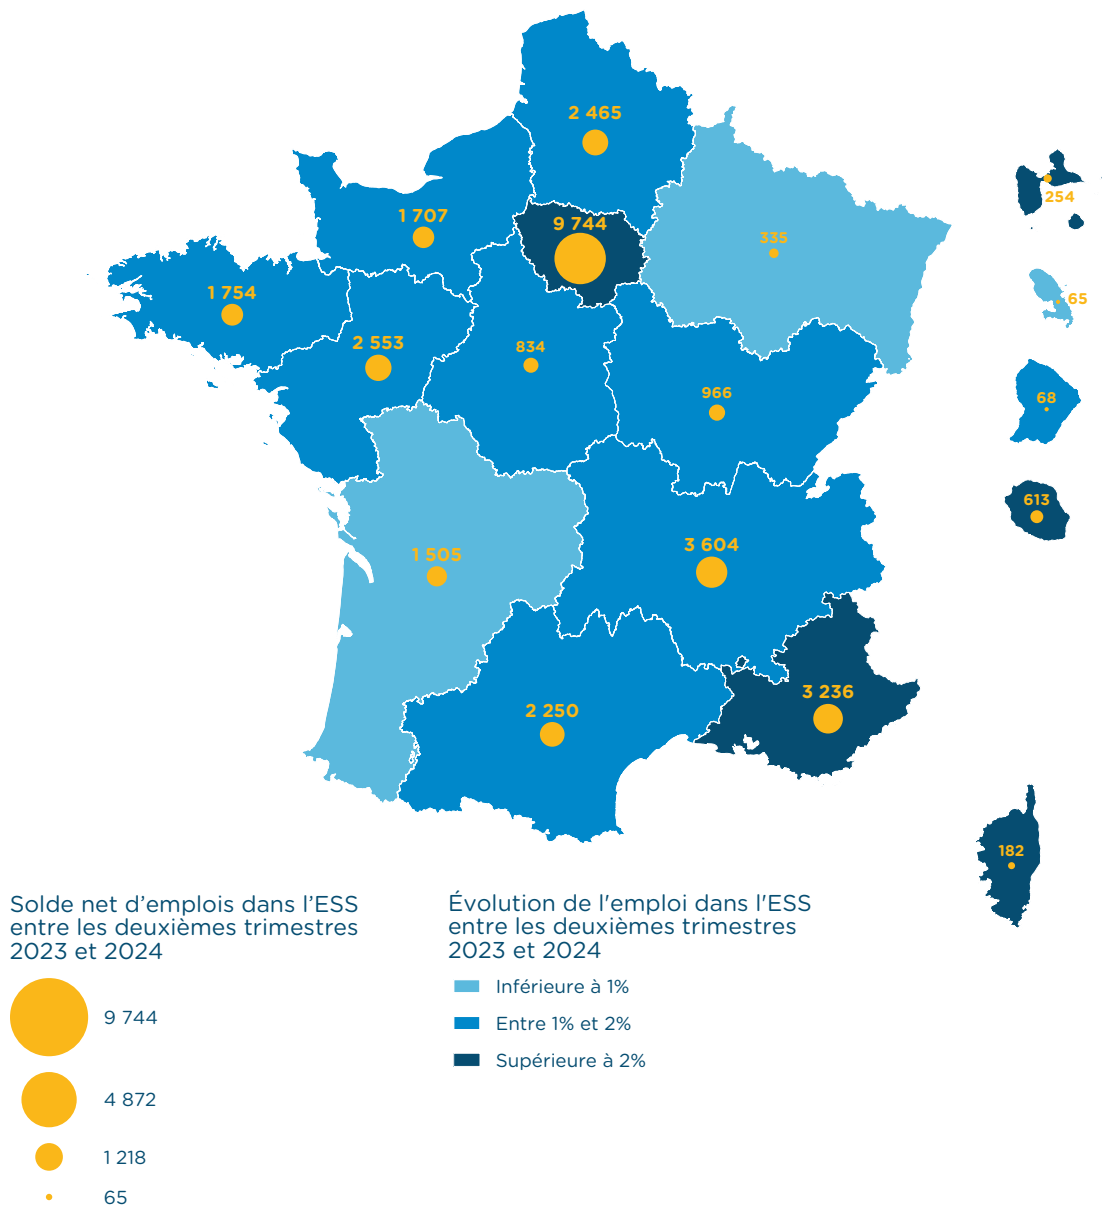 2 465
1 707
9 744
254
335
1 754
65
2 553
834
966
68
613
1 505
3 604
3 236
2 250
182
Solde net d’emplois dans l’ESS
entre les deuxièmes trimestres
2023 et 2024
9 744
4 872
1 218
65
Évolution de l'emploi dans l'ESS
entre les deuxièmes trimestres
2023 et 2024
Inférieure à 1%
Entre 1% et 2%
Supérieure à 2%